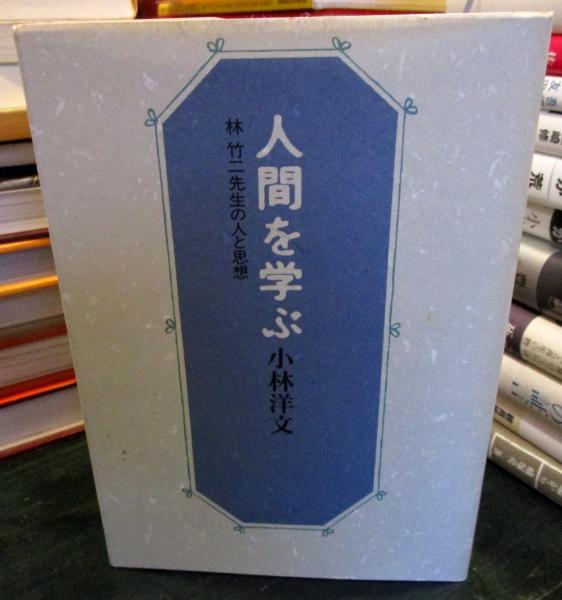 人間を学ぶ
林 竹二先生の人と思想
小林洋文